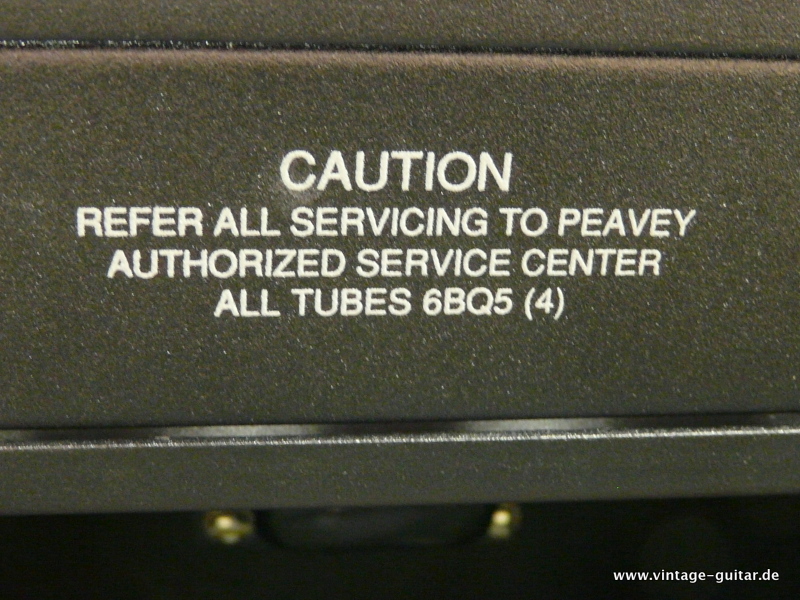 CAUTION
REFER ALL SERVICING TO PEAVEY
AUTHORIZED SERVICE CENTER
ALL TUBES 6BQ5 (4)
www.vintage-guitar.de